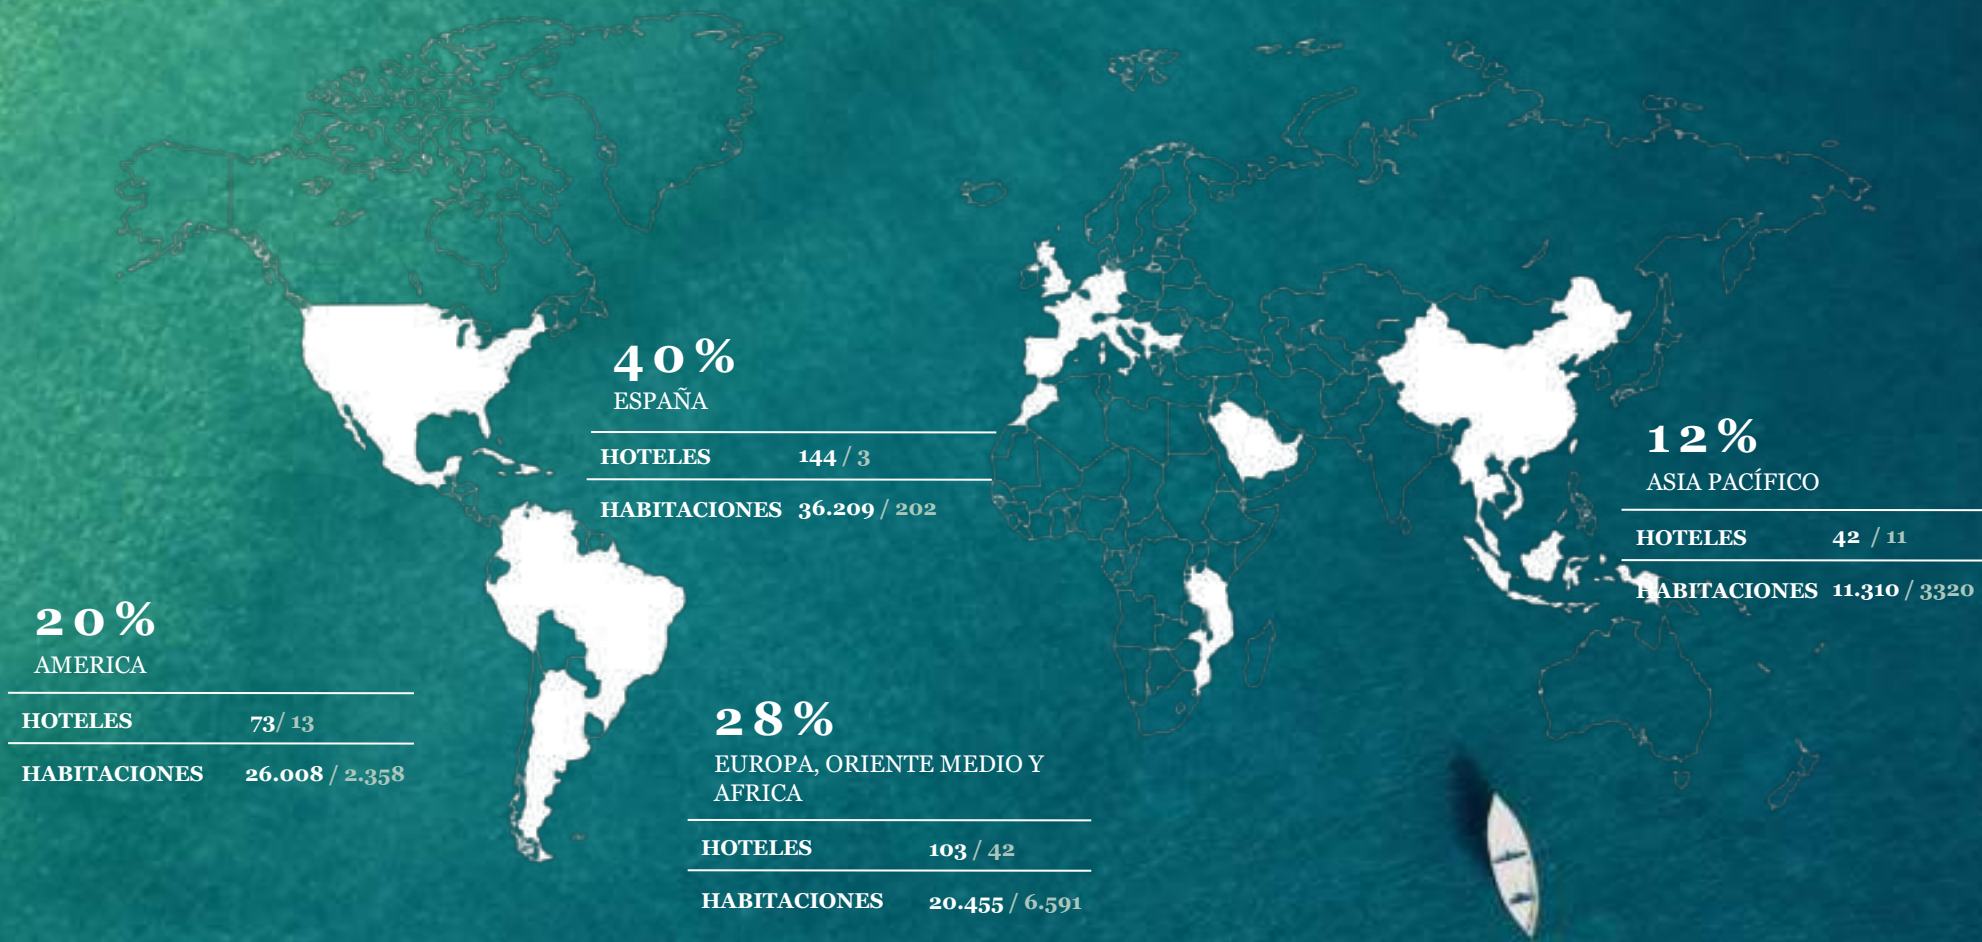 40%
ESPAÑA
HOTELES 144 / 3
HABITACIONES 36.209 / 202
12%
ASIA PACÍFICO
HOTELES 42 / 11
HABITACIONES 11.310 / 3320
20%
AMERICA
HOTELES 73/ 13
HABITACIONES 26.008 / 2.358
28%
EUROPA, ORIENTE MEDIO Y
AFRICA
HOTELES 103 / 42
HABITACIONES 20.455 / 6.591